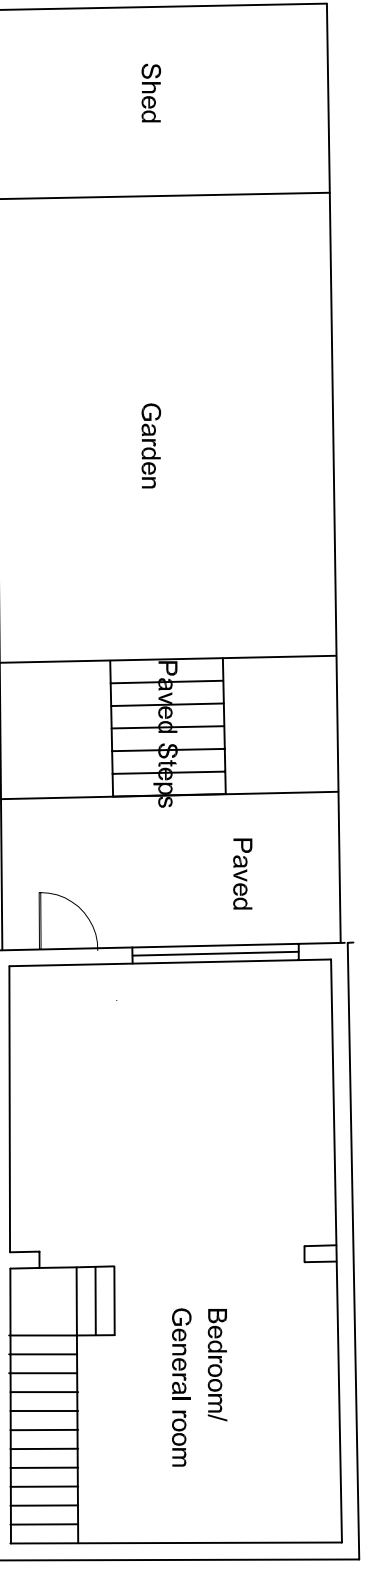 Shed
Garden
Paved Steps
Paved
Bedroom/
General room